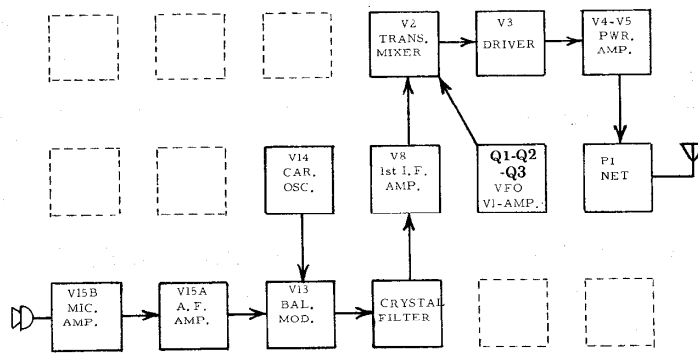 V2
TRANS.
MIXER
V3
DRIVER
V4-V5
PWR.
AMP.
V14
CAR.
OSC.
V8
1st I.F.
AMP.
Q1-Q2
-Q3
VFO
V1-AMP.
P1
NET
V15B
MIC.
AMP.
V15A
A.F.
AMP.
V13
BAL.
MOD.
CRYSTAL
FILTER